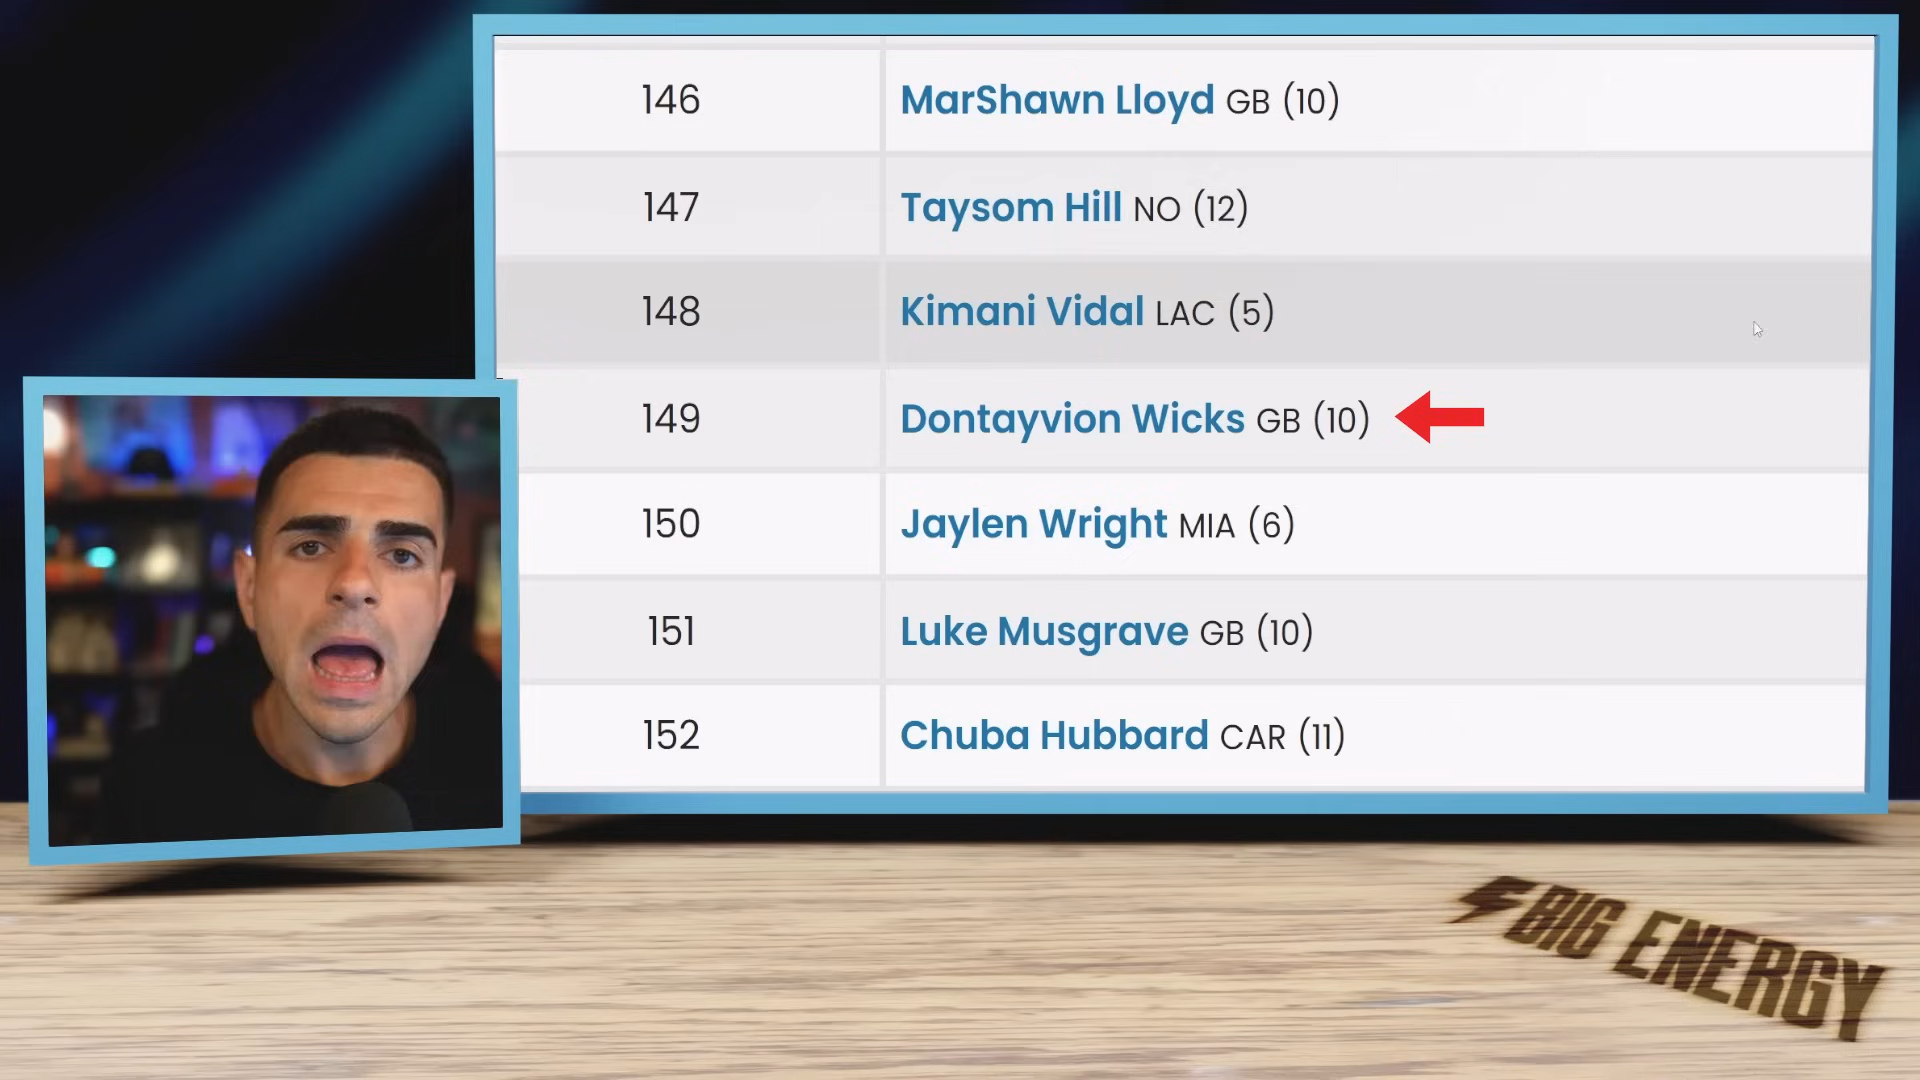 146 MarShawn Lloyd GB (10)
147 Taysom Hill NO (12)
148 Kimani Vidal LAC (5)
149 Dontayvion Wicks GB (10)
150 Jaylen Wright MIA (6)
151 Luke Musgrave GB (10)
152 Chuba Hubbard CAR (11)
BIG ENERGY